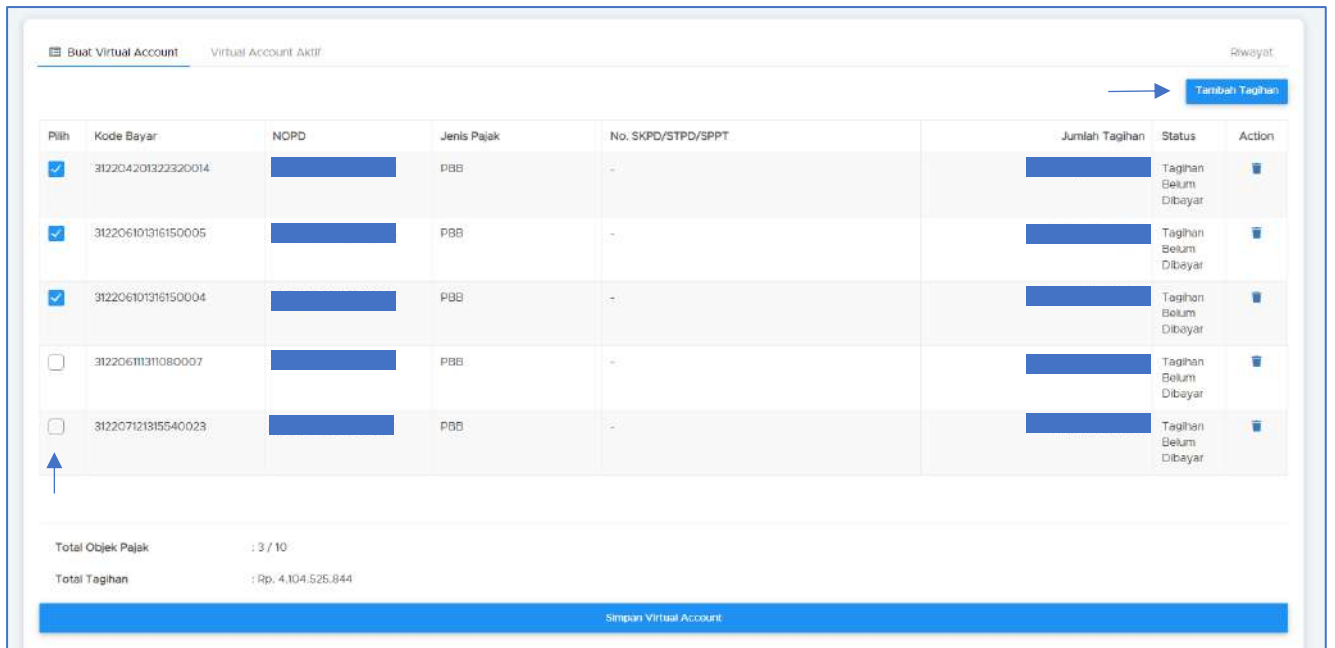 Buat Virtual Account Virtual Account Aktif Riwayat
Tambah Tagihan
Pilih Kode Bayar NOPD Jenis Pajak No. SKPD/STPD/SPPT Jumlah Tagihan Status Action
312204201322320014 PBB - Tagihan
Belum
Dibayar
312206101316150005 PBB - Tagihan
Belum
Dibayar
312206101316150004 PBB - Tagihan
Belum
Dibayar
312206111311080007 PBB - Tagihan
Belum
Dibayar
312207121315540023 PBB - Tagihan
Belum
Dibayar
Total Objek Pajak : 3 / 10
Total Tagihan : Rp. 4.104.525.844
Simpan Virtual Account